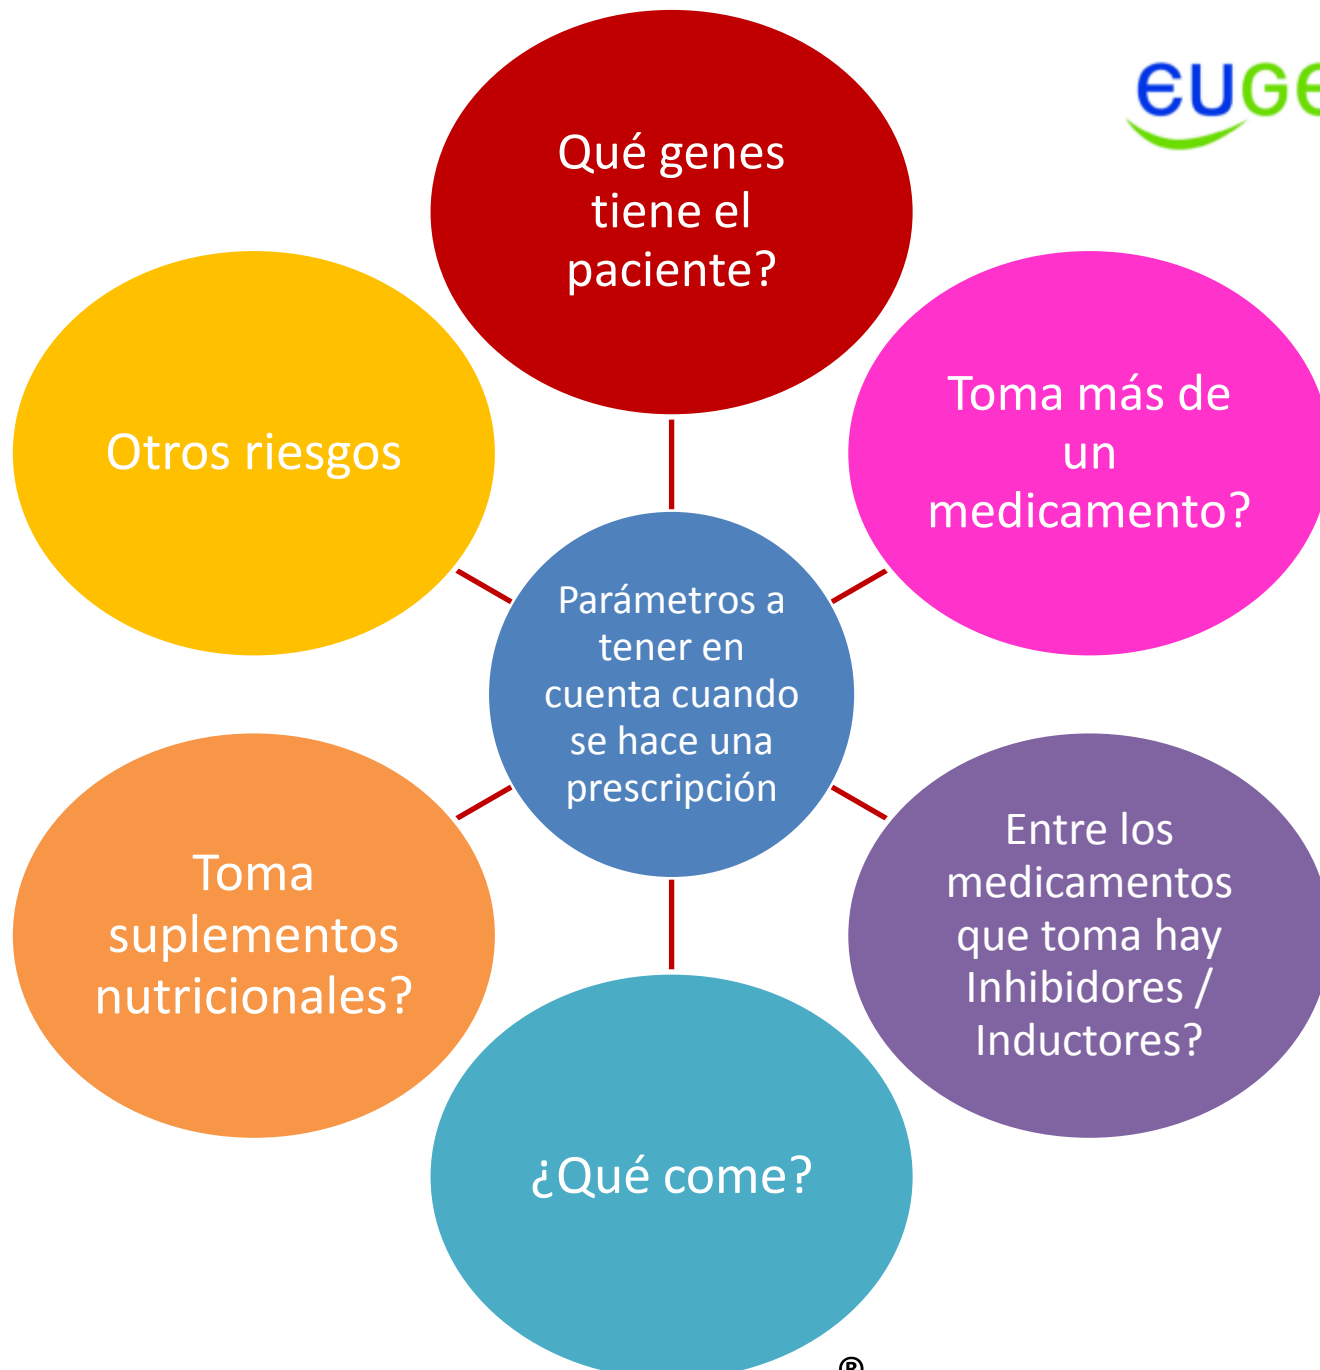 EUGE
Qué genes
tiene el
paciente?
Toma más de
un
medicamento?
Otros riesgos
Parámetros a
tener en
cuenta cuando
se hace una
prescripción
Entre los
medicamentos
que toma hay
Inhibidores /
Inductores?
Toma
suplementos
nutricionales?
¿Qué come?
®